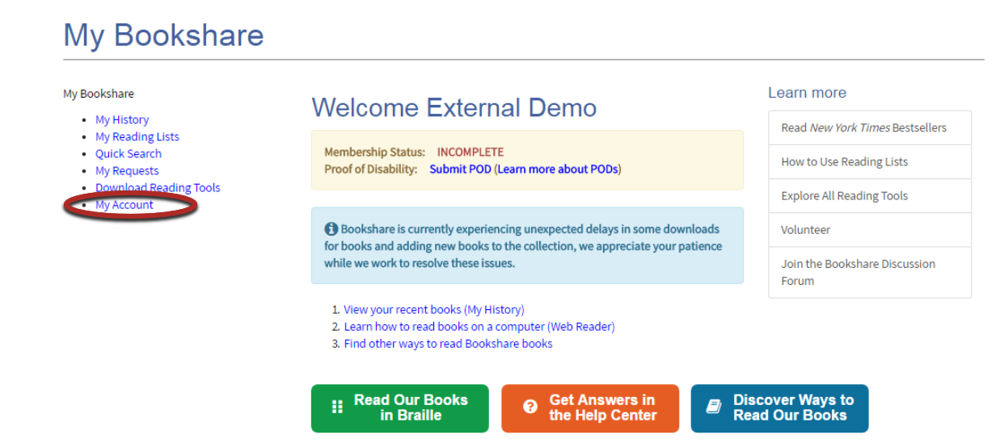 My Bookshare
My Bookshare
My History
My Reading Lists
Quick Search
My Requests
Download Reading Tools
My Account
Welcome External Demo
Membership Status: INCOMPLETE
Proof of Disability: Submit POD (Learn more about PODs)
Bookshare is currently experiencing unexpected delays in some downloads
for books and adding new books to the collection, we appreciate your patience
while we work to resolve these issues.
1. View your recent books (My History)
2. Learn how to read books on a computer (Web Reader)
3. Find other ways to read Bookshare books
Read Our Books
in Braille
Get Answers in
the Help Center
Discover Ways to
Read Our Books
Learn more
Read New York Times Bestsellers
How to Use Reading Lists
Explore All Reading Tools
Volunteer
Join the Bookshare Discussion
Forum